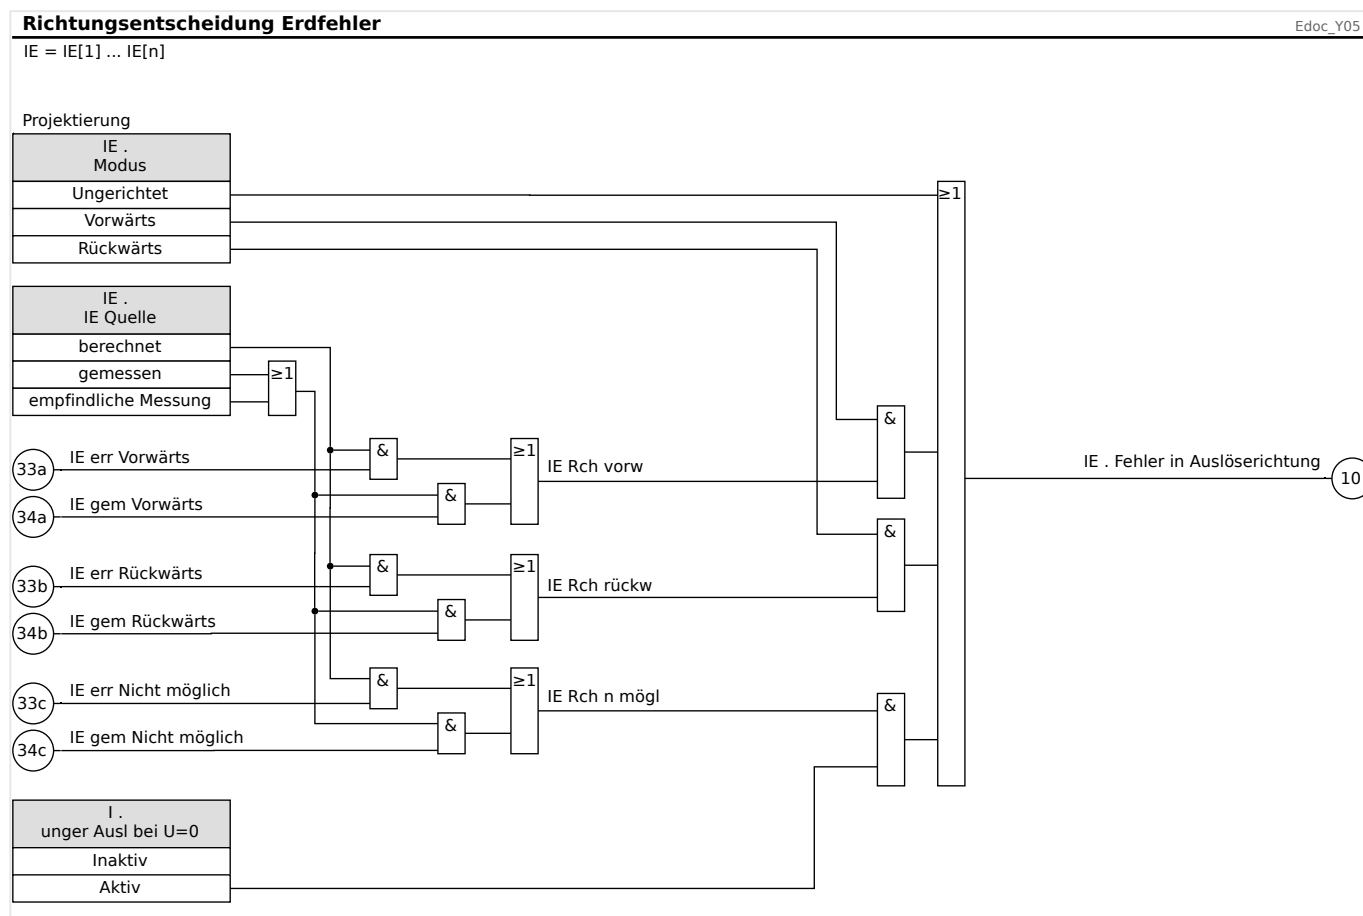 Richtungsentscheidung Erdfehler
Edoc_Y05
IE = IE[1] ... IE[n]
Projektierung
IE .
Modus
Ungerichtet
Vorwärts
Rückwärts
≥1
IE .
IE Quelle
berechnet
gemessen
empfindliche Messung
≥1
33a
IE err Vorwärts
&
≥1
IE Rch vorw
&
34a
IE gem Vorwärts
&
IE . Fehler in Auslöserichtung
10
33b
IE err Rückwärts
&
≥1
IE Rch rückw
&
34b
IE gem Rückwärts
&
33c
IE err Nicht möglich
&
≥1
IE Rch n mögl
&
34c
IE gem Nicht möglich
&
I .
unger Ausl bei U=0
Inaktiv
Aktiv